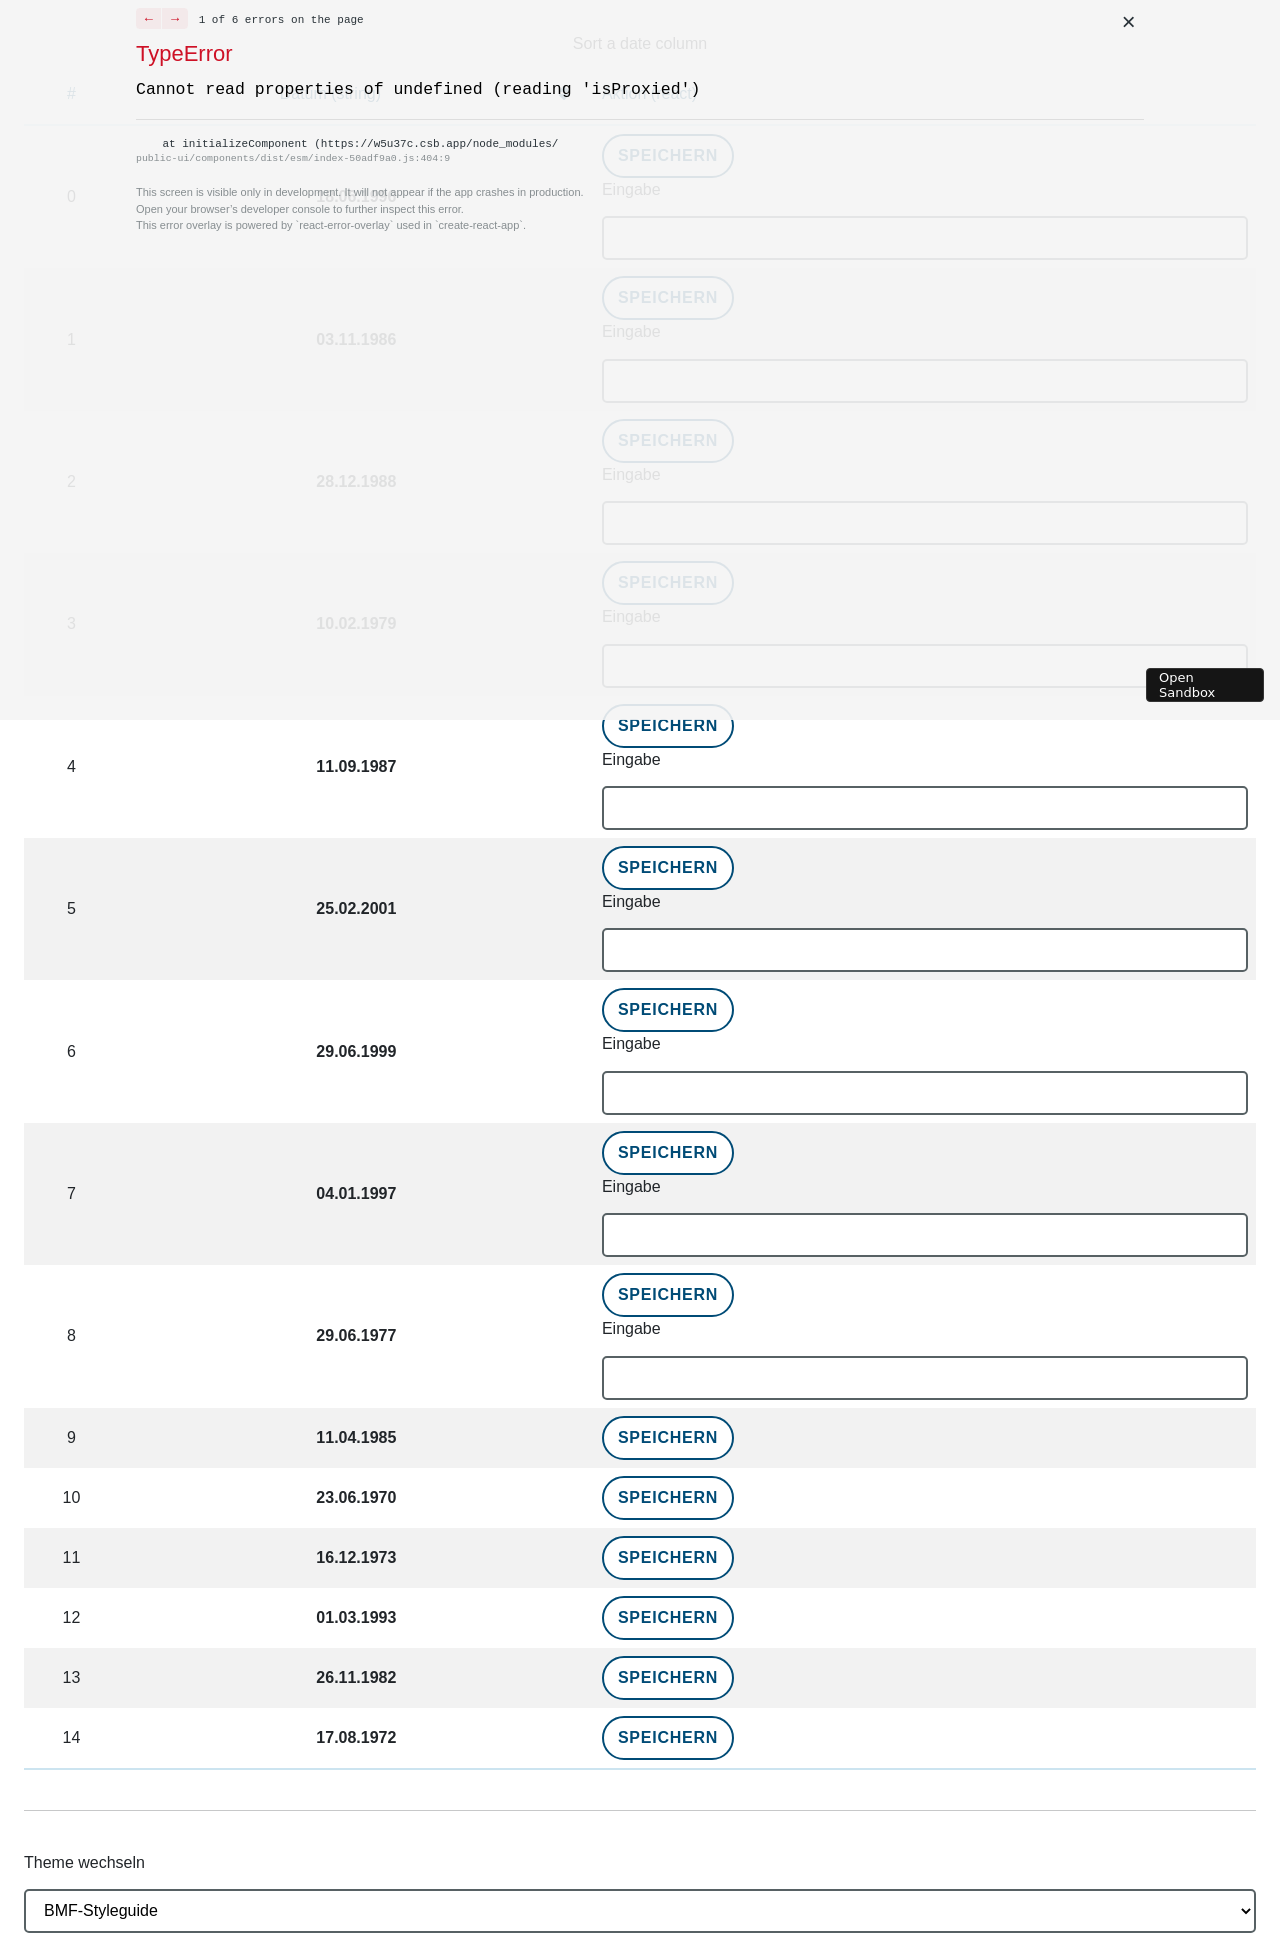 ← → 1 of 6 errors on the page ×
Sort a date column
TypeError
Cannot read properties of undefined (reading 'isProxied')
#
at initializeComponent (https://w5u37c.csb.app/node_modules/
public-ui/components/dist/esm/index-50adf9a0.js:404:9
SPEICHERN
This screen is visible only in development. It will not appear if the app crashes in production.
Open your browser's developer console to further inspect this error.
This error overlay is powered by `react-error-overlay` used in `create-react-app`.
0
Eingabe
SPEICHERN
1 03.11.1986
Eingabe
SPEICHERN
2 28.12.1988
Eingabe
SPEICHERN
3 10.02.1979
Eingabe
Open
Sandbox
SPEICHERN
4 11.09.1987
Eingabe
SPEICHERN
5 25.02.2001
Eingabe
SPEICHERN
6 29.06.1999
Eingabe
SPEICHERN
7 04.01.1997
Eingabe
SPEICHERN
8 29.06.1977
Eingabe
9 11.04.1985 SPEICHERN
10 23.06.1970 SPEICHERN
11 16.12.1973 SPEICHERN
12 01.03.1993 SPEICHERN
13 26.11.1982 SPEICHERN
14 17.08.1972 SPEICHERN
Theme wechseln
BMF-Styleguide